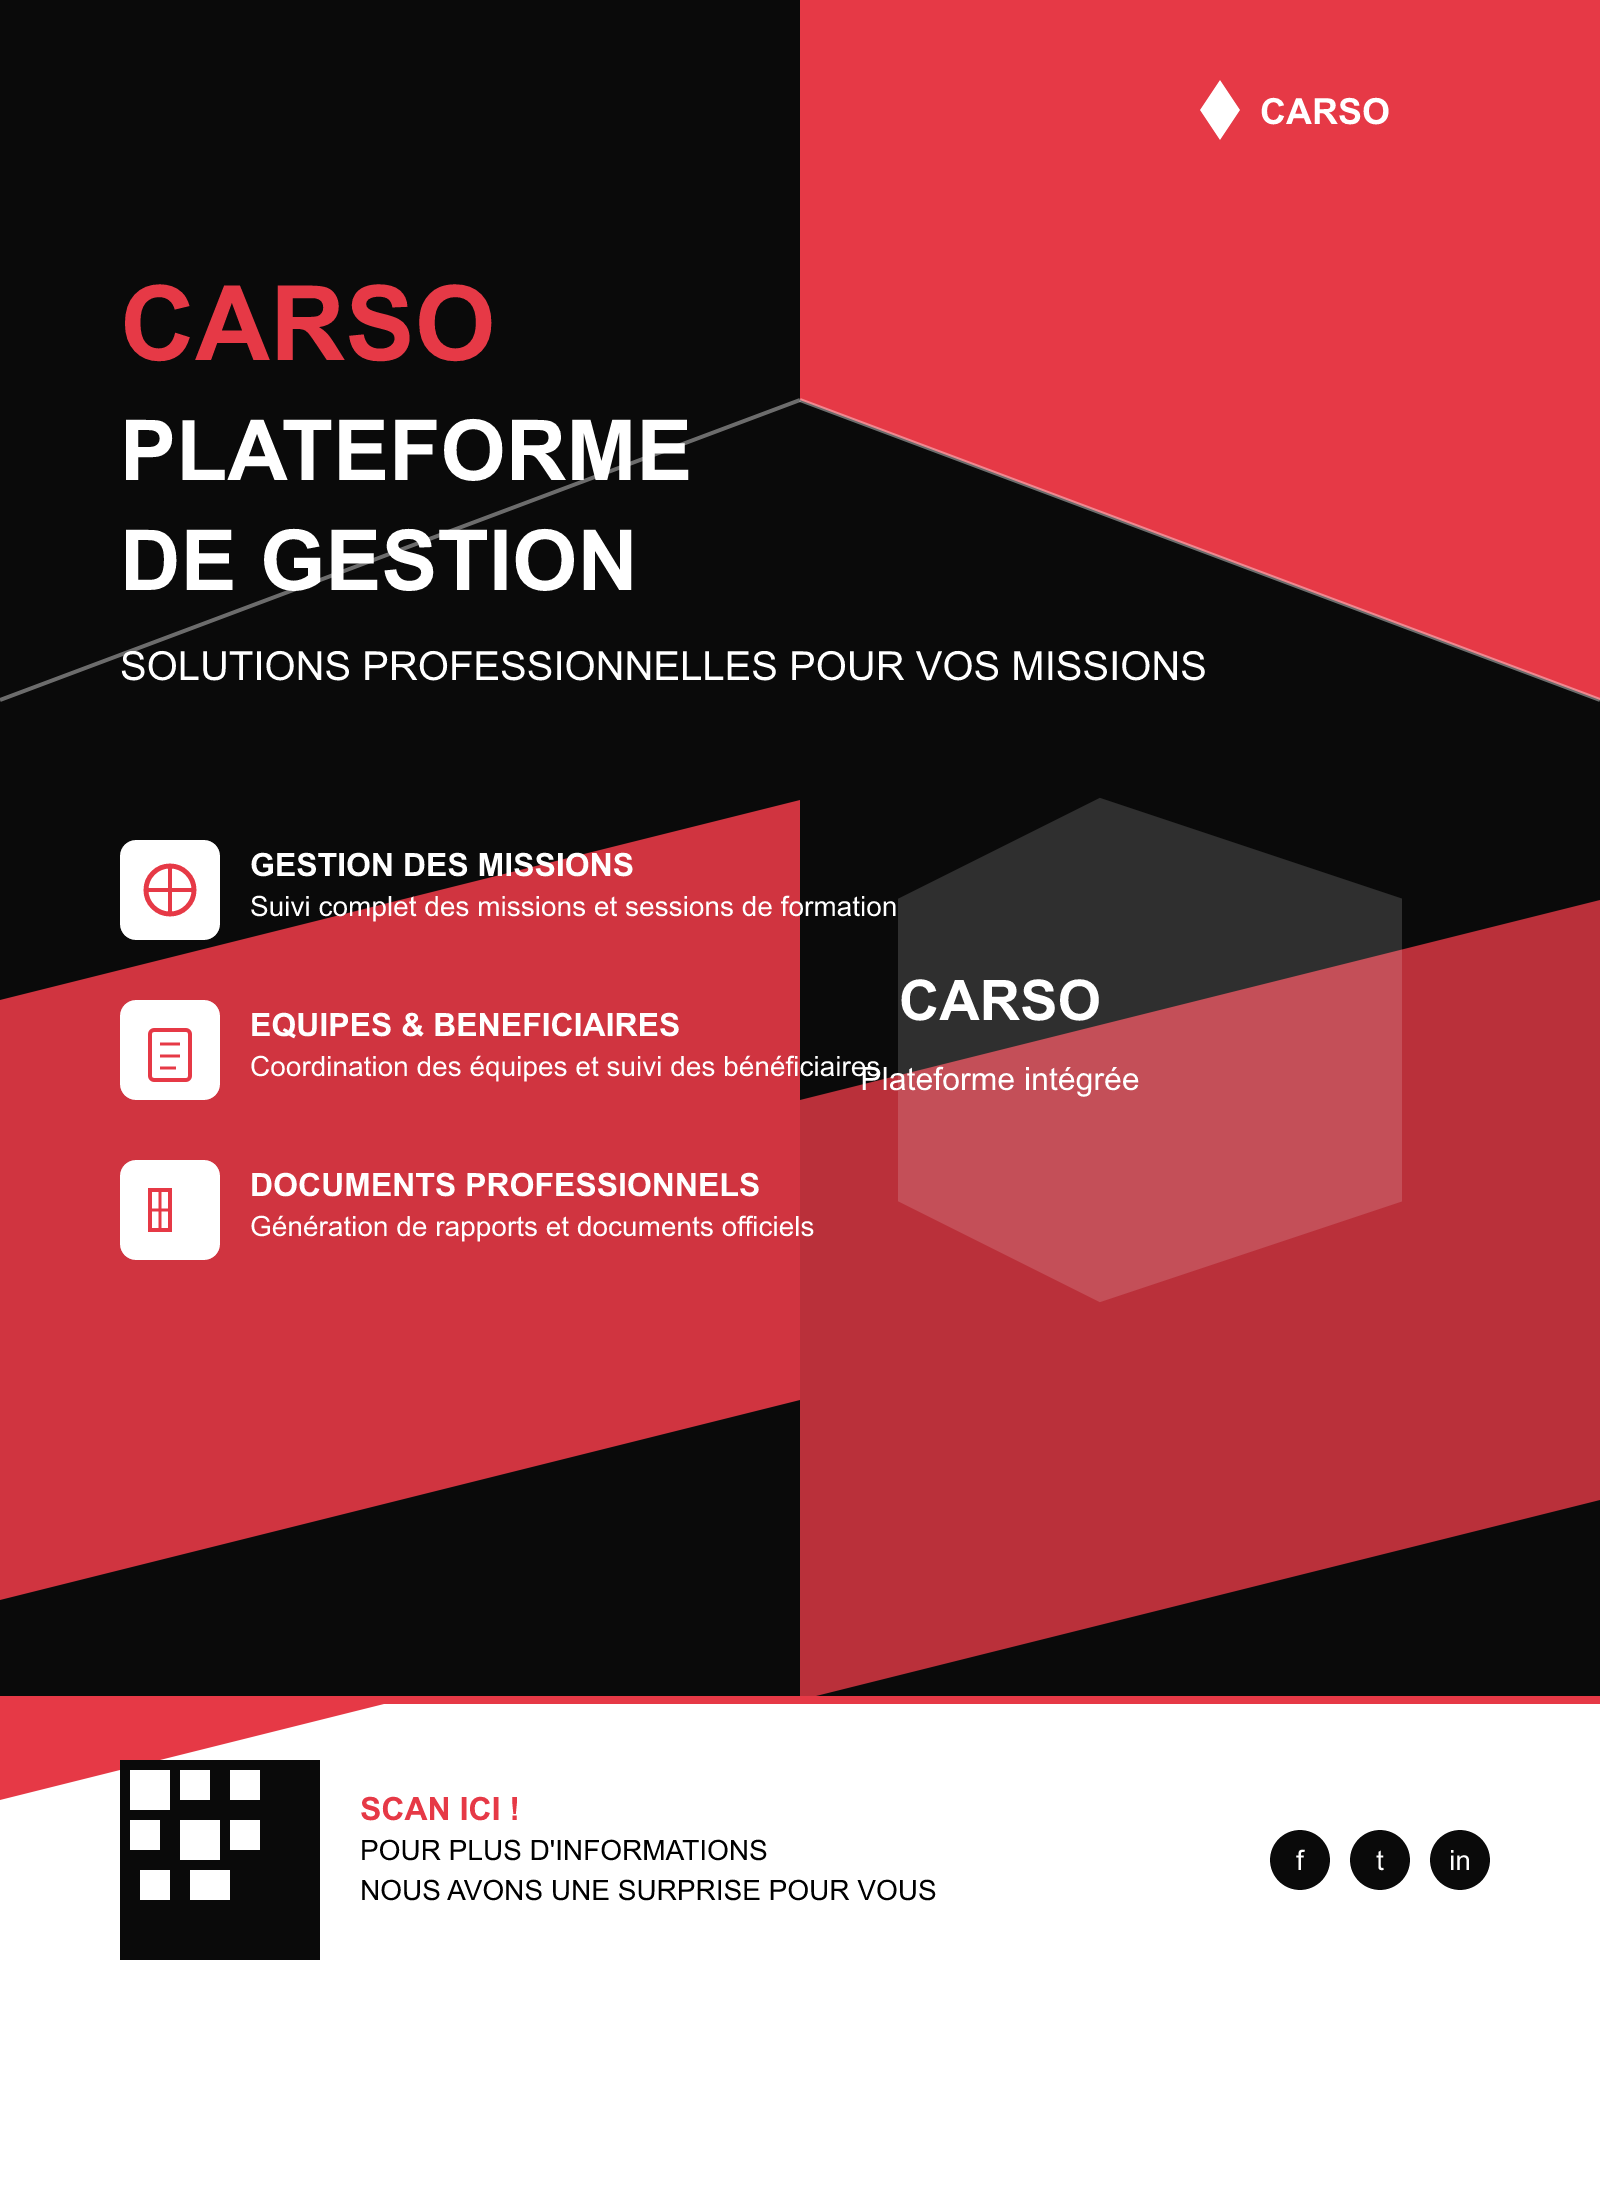 CARSO
CARSO
PLATEFORME
DE GESTION
SOLUTIONS PROFESSIONNELLES POUR VOS MISSIONS
GESTION DES MISSIONS
Suivi complet des missions et sessions de formation
EQUIPES & BENEFICIAIRES
Coordination des équipes et suivi des bénéficiaires
DOCUMENTS PROFESSIONNELS
Génération de rapports et documents officiels
CARSO
Plateforme intégrée
SCAN ICI !
POUR PLUS D'INFORMATIONS
NOUS AVONS UNE SURPRISE POUR VOUS
f t in